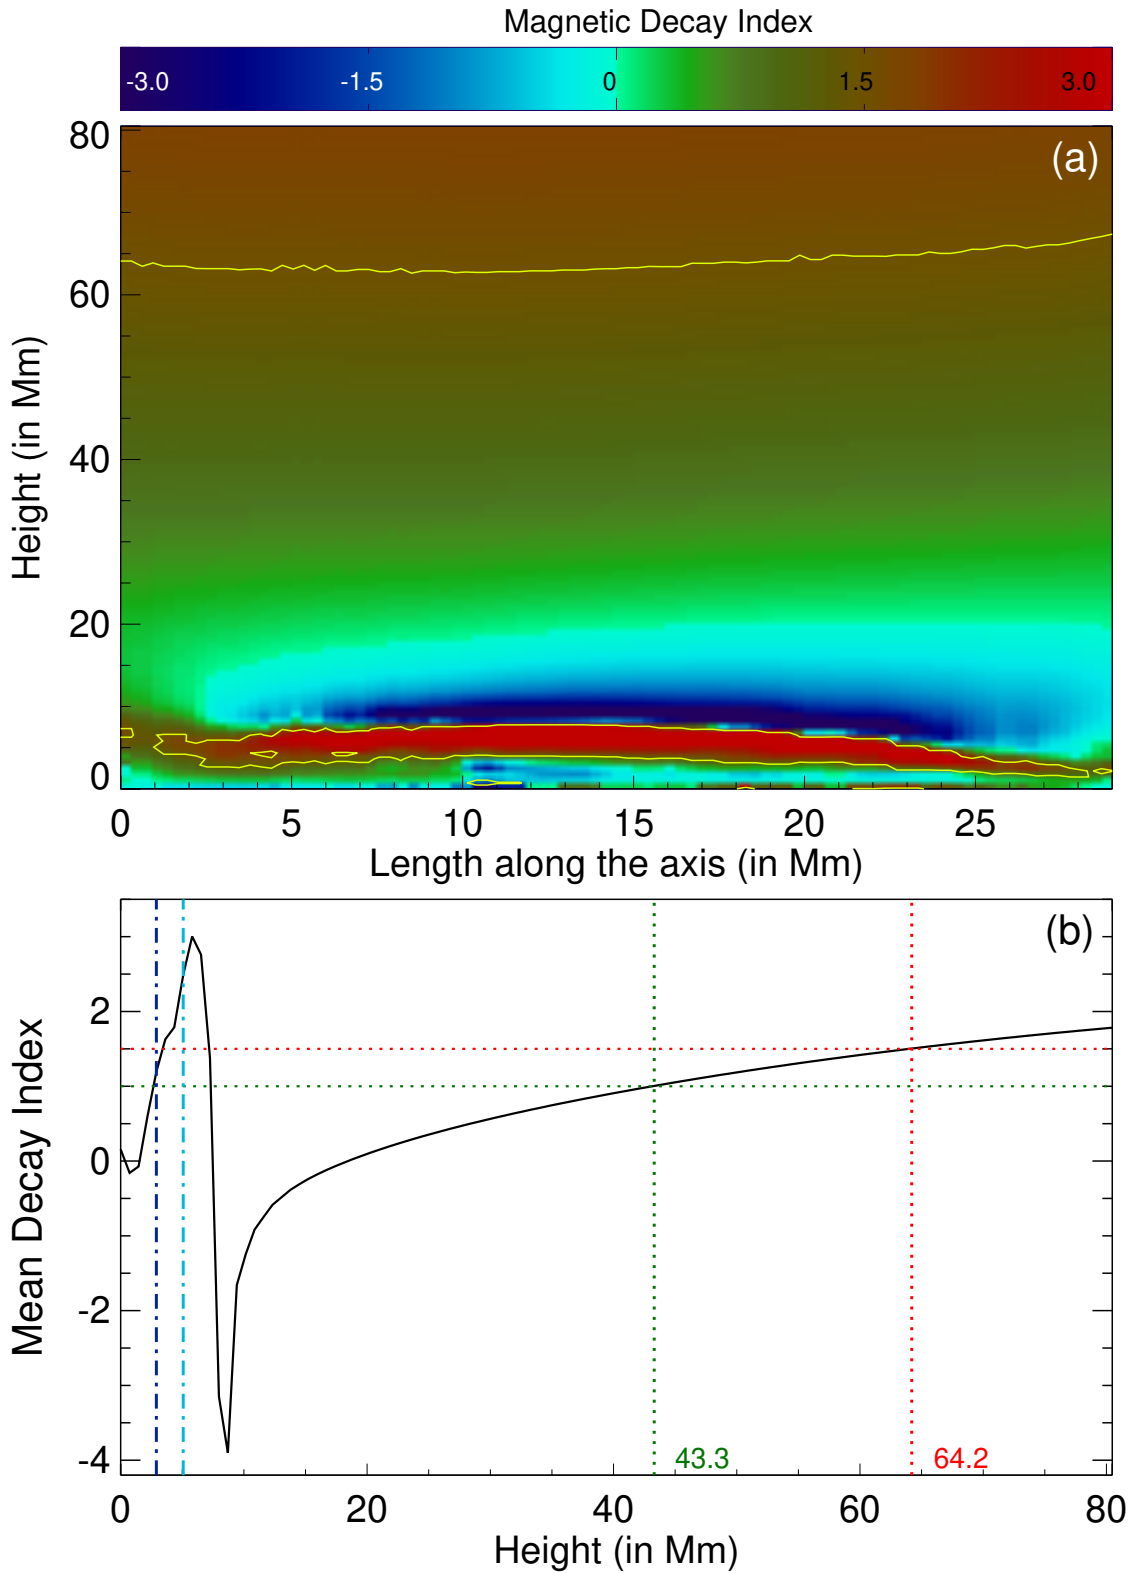 Magnetic Decay Index
-3.0 -1.5 0 1.5 3.0
(a)
80
60
40
20
0
Height (in Mm)
0 5 10 15 20 25
Length along the axis (in Mm)
(b)
2
0
-2
-4
Mean Decay Index
43.3 64.2
0 20 40 60 80
Height (in Mm)